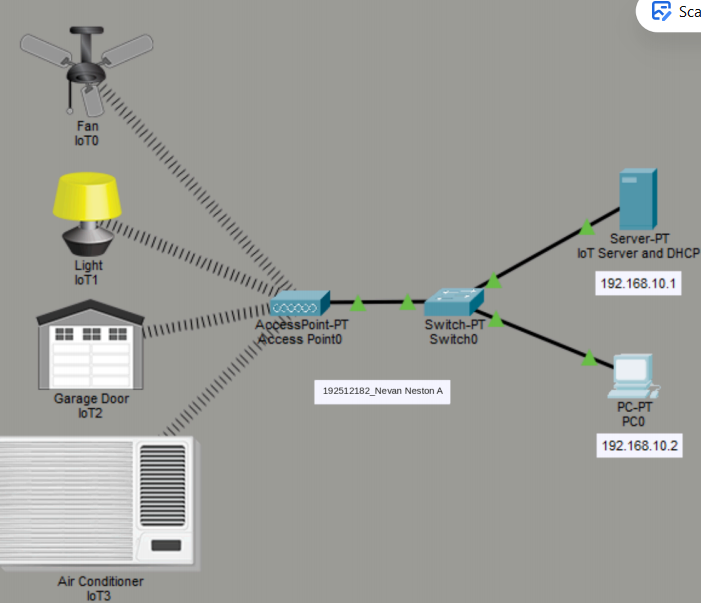 Sca
Fan
IoT0
Light
IoT1
Garage Door
IoT2
Air Conditioner
IoT3
AccessPoint-PT
Access Point0
192512182_Nevan Neston A
Switch-PT
Switch0
Server-PT
IoT Server and DHCP
192.168.10.1
PC-PT
PC0
192.168.10.2